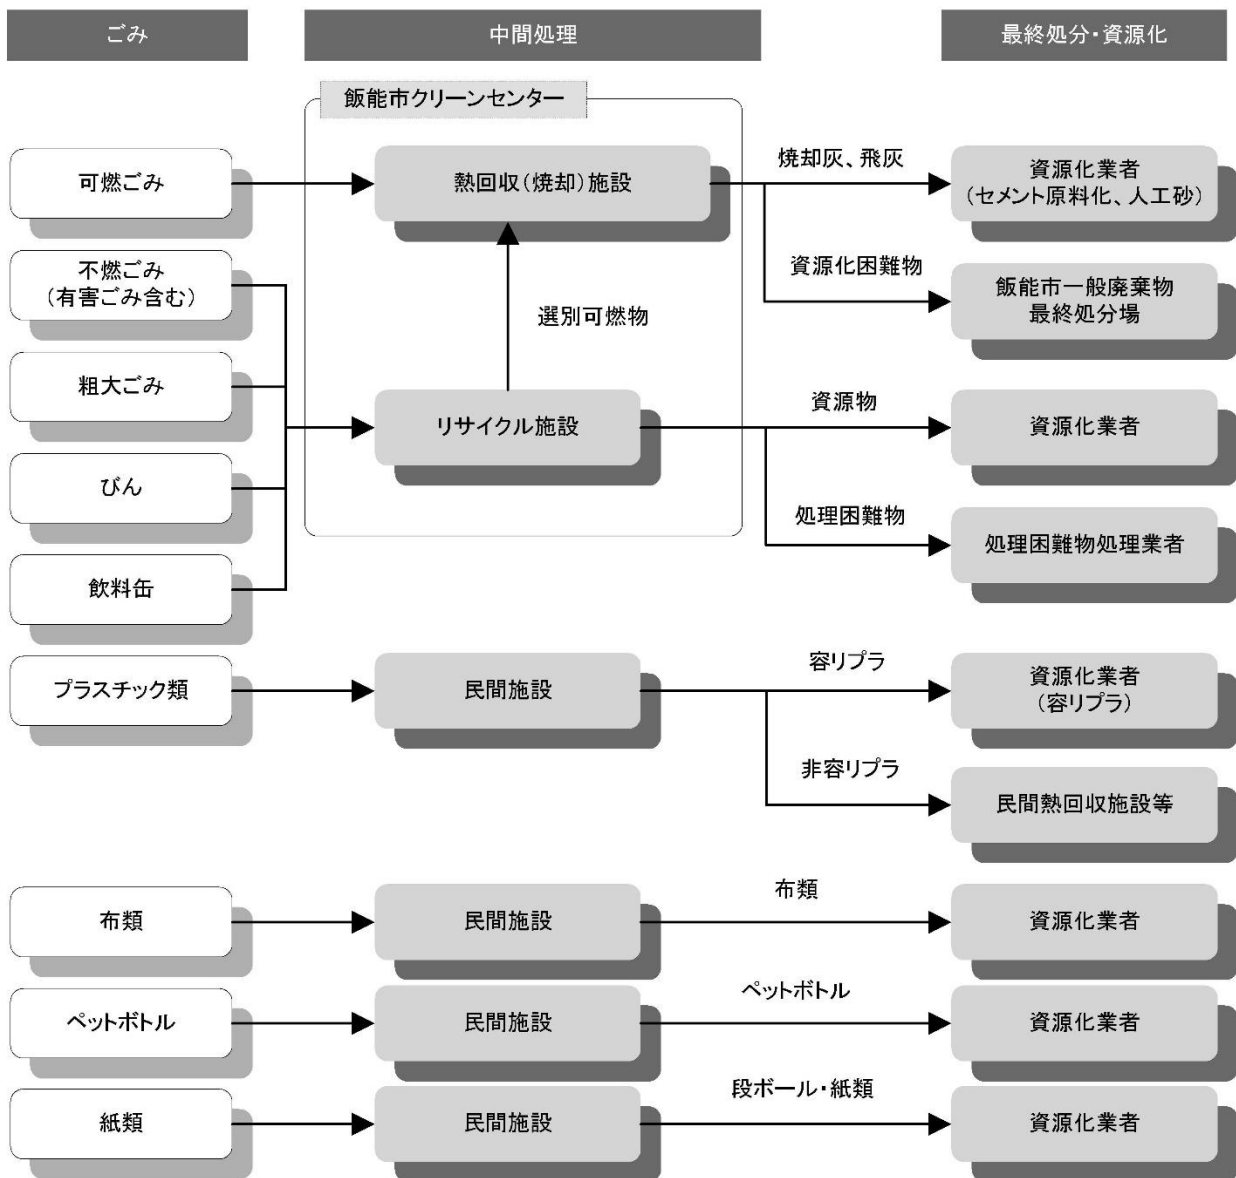 ごみ
中間処理
最終処分・資源化
飯能市クリーンセンター
可燃ごみ
熱回収(焼却)施設
焼却灰、飛灰
資源化業者
(セメント原料化、人工砂)
不燃ごみ
(有害ごみ含む)
選別可燃物
資源化困難物
飯能市一般廃棄物
最終処分場
粗大ごみ
リサイクル施設
資源物
資源化業者
びん
処理困難物
処理困難物処理業者
飲料缶
プラスチック類
民間施設
容リプラ
資源化業者
(容リプラ)
非容リプラ
民間熱回収施設等
布類
民間施設
布類
資源化業者
ペットボトル
民間施設
ペットボトル
資源化業者
紙類
民間施設
段ボール・紙類
資源化業者